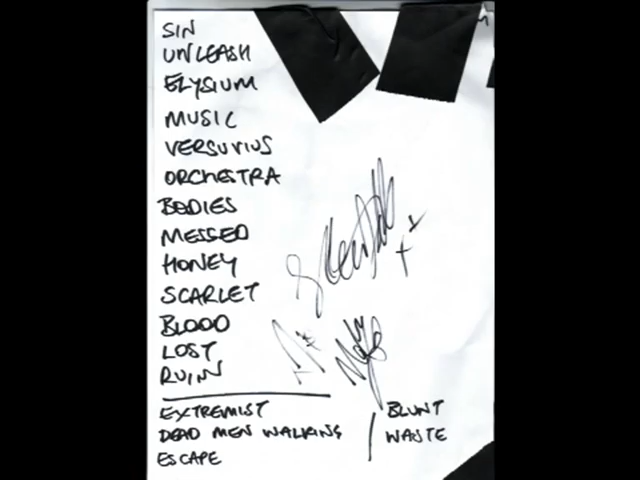 SIN
UNLEASH
ELYSIUM
MUSIC
VERSUVIUS
ORCHESTRA
BODIES
MESSED
HONEY
SCARLET
BLOOD
LOST
RUIN
EXTREMIST
DEAD MEN WALKING
ESCAPE
BLUNT
WASTE